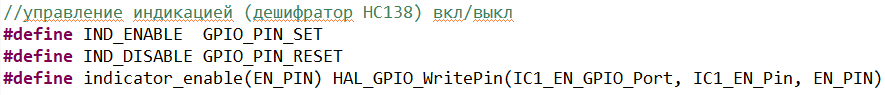 //управление индикацией (дешифратор HC138) вкл/выкл
#define IND_ENABLE  GPIO_PIN_SET
#define IND_DISABLE GPIO_PIN_RESET
#define indicator_enable(EN_PIN) HAL_GPIO_WritePin(IC1_EN_GPIO_Port, IC1_EN_Pin, EN_PIN)